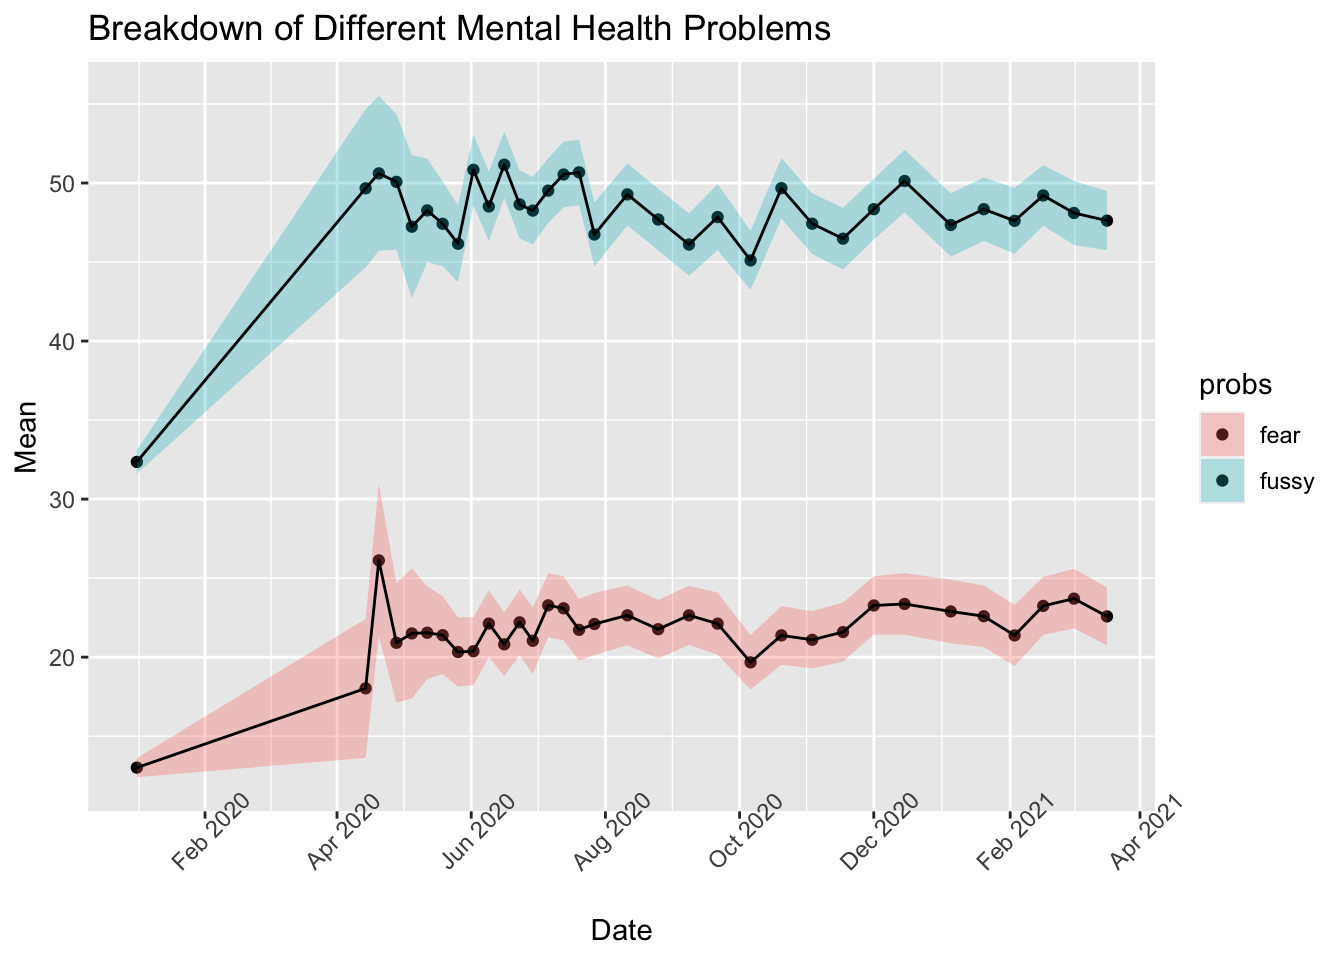 Breakdown of Different Mental Health Problems
Mean
50
40
30
20
Feb 2020
Apr 2020
Jun 2020
Aug 2020
Oct 2020
Dec 2020
Feb 2021
Apr 2021
Date
probs
fear
fussy